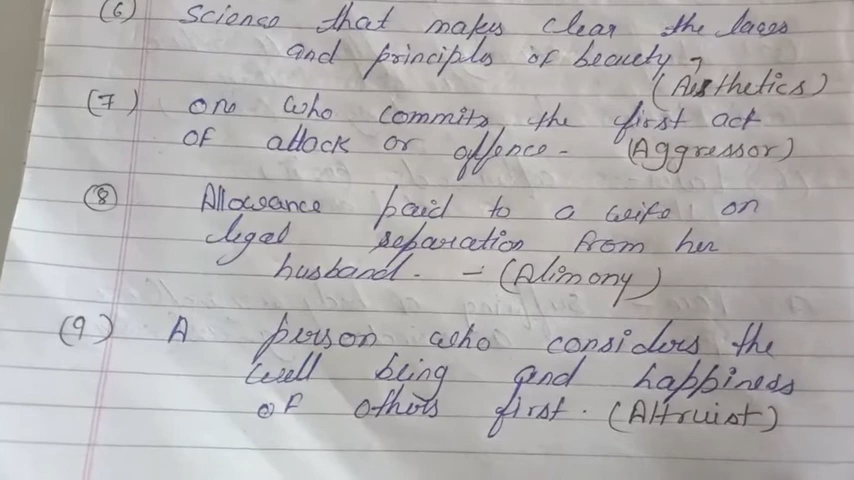 (6) Science that makes clear the laws
and principles of beauty -
(Aesthetics)
(7) one who commits the first act
of attack or offence - (Aggressor)
(8) Allowance paid to a wife on
legal separation from her
husband. - (Alimony)
(9) A person who considers the
well being and happiness
of others first. (Altruist)